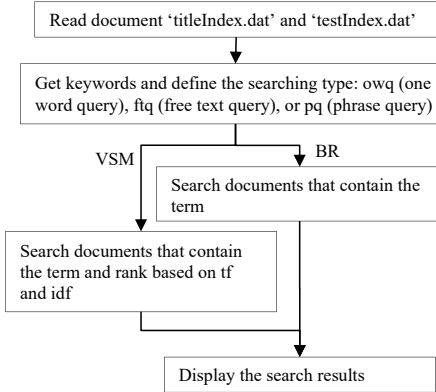 Read document ‘titleIndex.dat’ and ‘testIndex.dat’
Get keywords and define the searching type: owq (one
word query), ftq (free text query), or pq (phrase query)
VSM
BR
Search documents that contain the
term
Search documents that contain
the term and rank based on tf
and idf
Display the search results